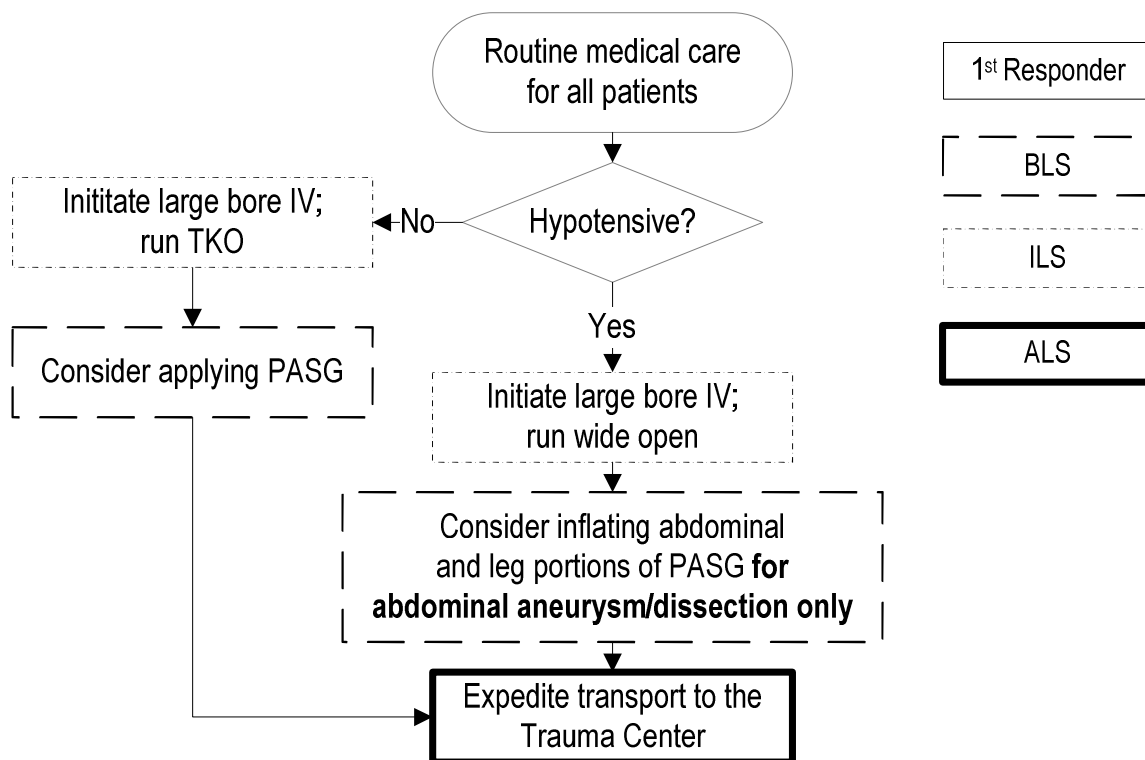 Routine medical care
for all patients
1st Responder
BLS
ILS
ALS
Hypotensive?
No
Inititate large bore IV;
run TKO
Consider applying PASG
Yes
Initiate large bore IV;
run wide open
Consider inflating abdominal
and leg portions of PASG for
abdominal aneurysm/dissection only
Expedite transport to the
Trauma Center